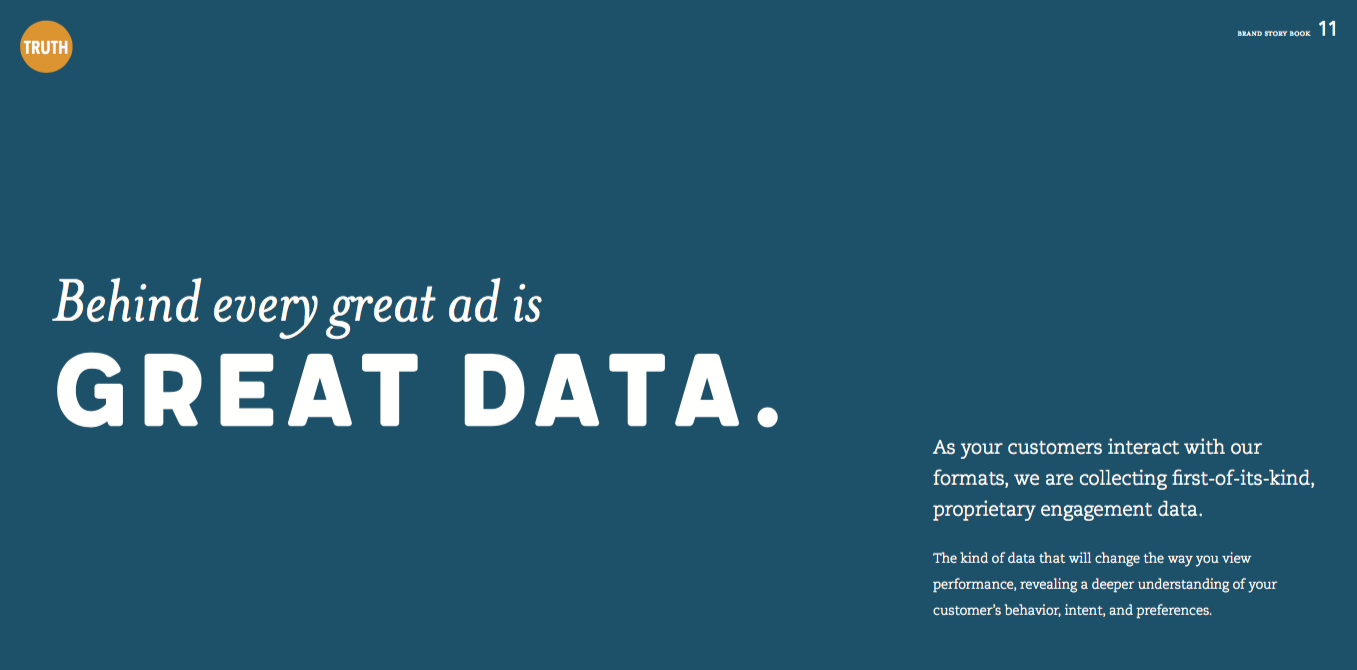 TRUTH
BRAND STORY BOOK 11
Behind every great ad is
GREAT DATA.
As your customers interact with our
formats, we are collecting first-of-its-kind,
proprietary engagement data.
The kind of data that will change the way you view
performance, revealing a deeper understanding of your
customer's behavior, intent, and preferences.